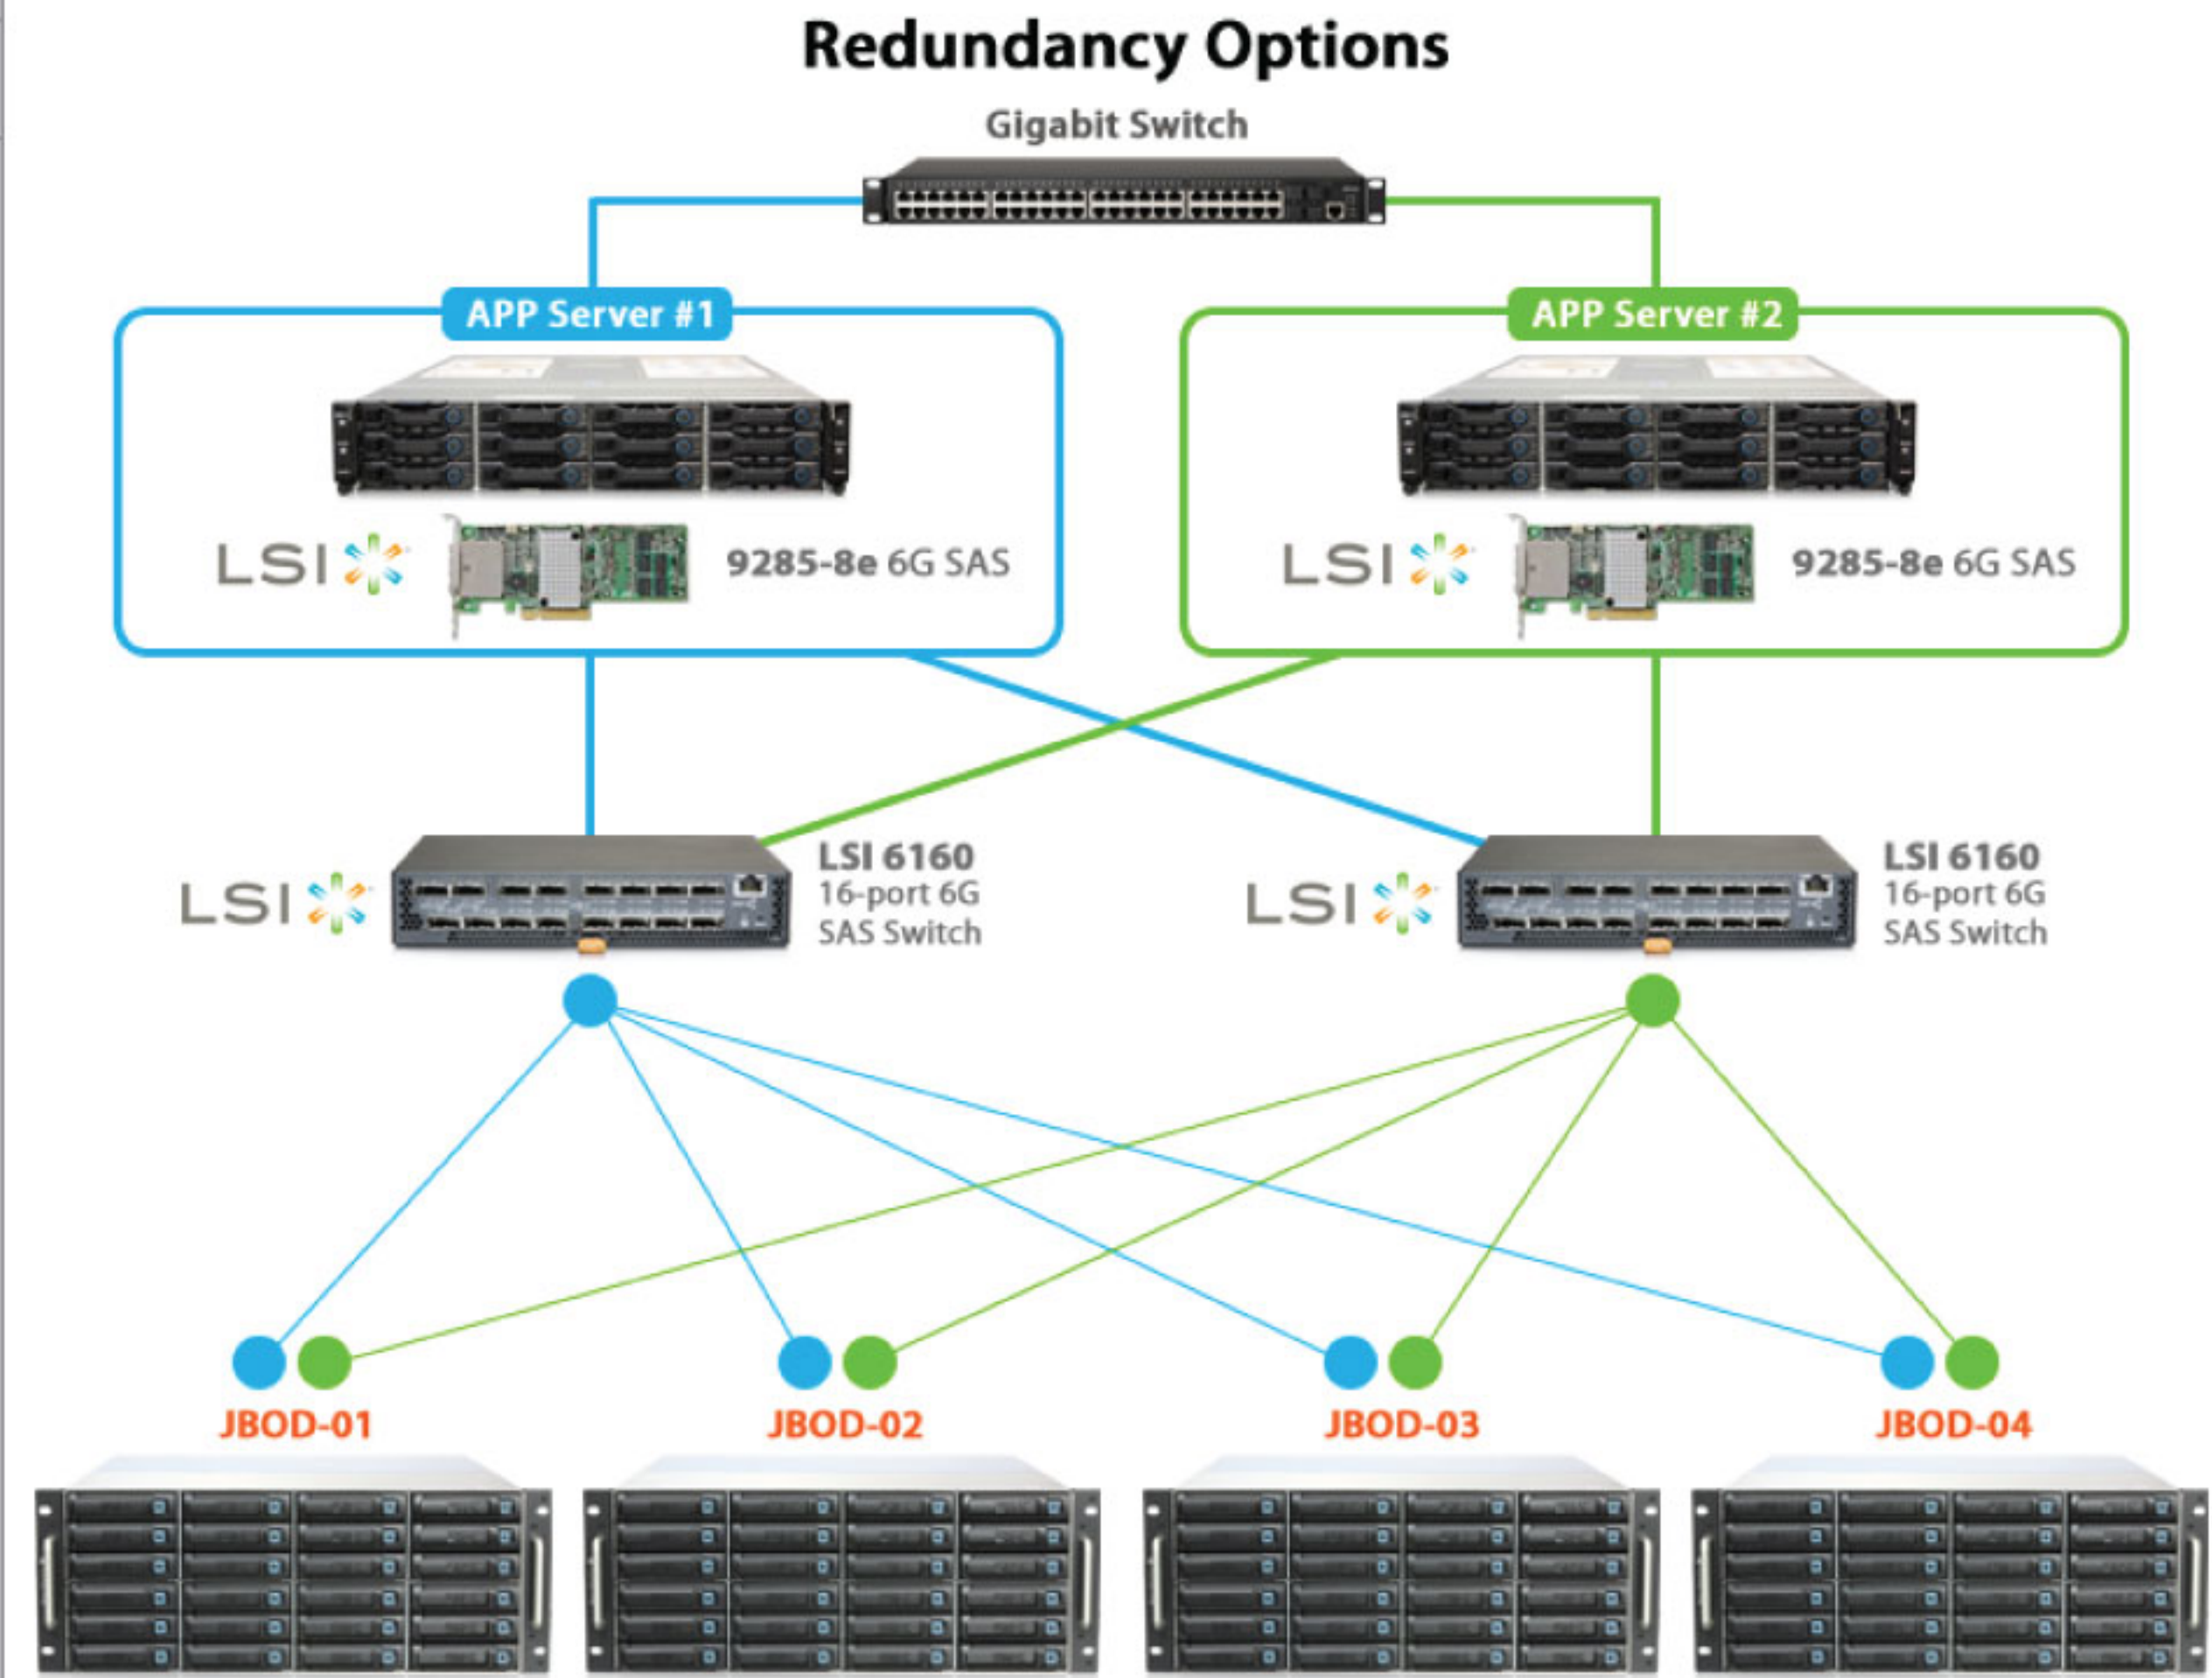 Redundancy Options
Gigabit Switch
APP Server #1
APP Server #2
LSI
9285-8e 6G SAS
LSI
9285-8e 6G SAS
LSI
LSI 6160
16-port 6G
SAS Switch
LSI
LSI 6160
16-port 6G
SAS Switch
JBOD-01
JBOD-02
JBOD-03
JBOD-04